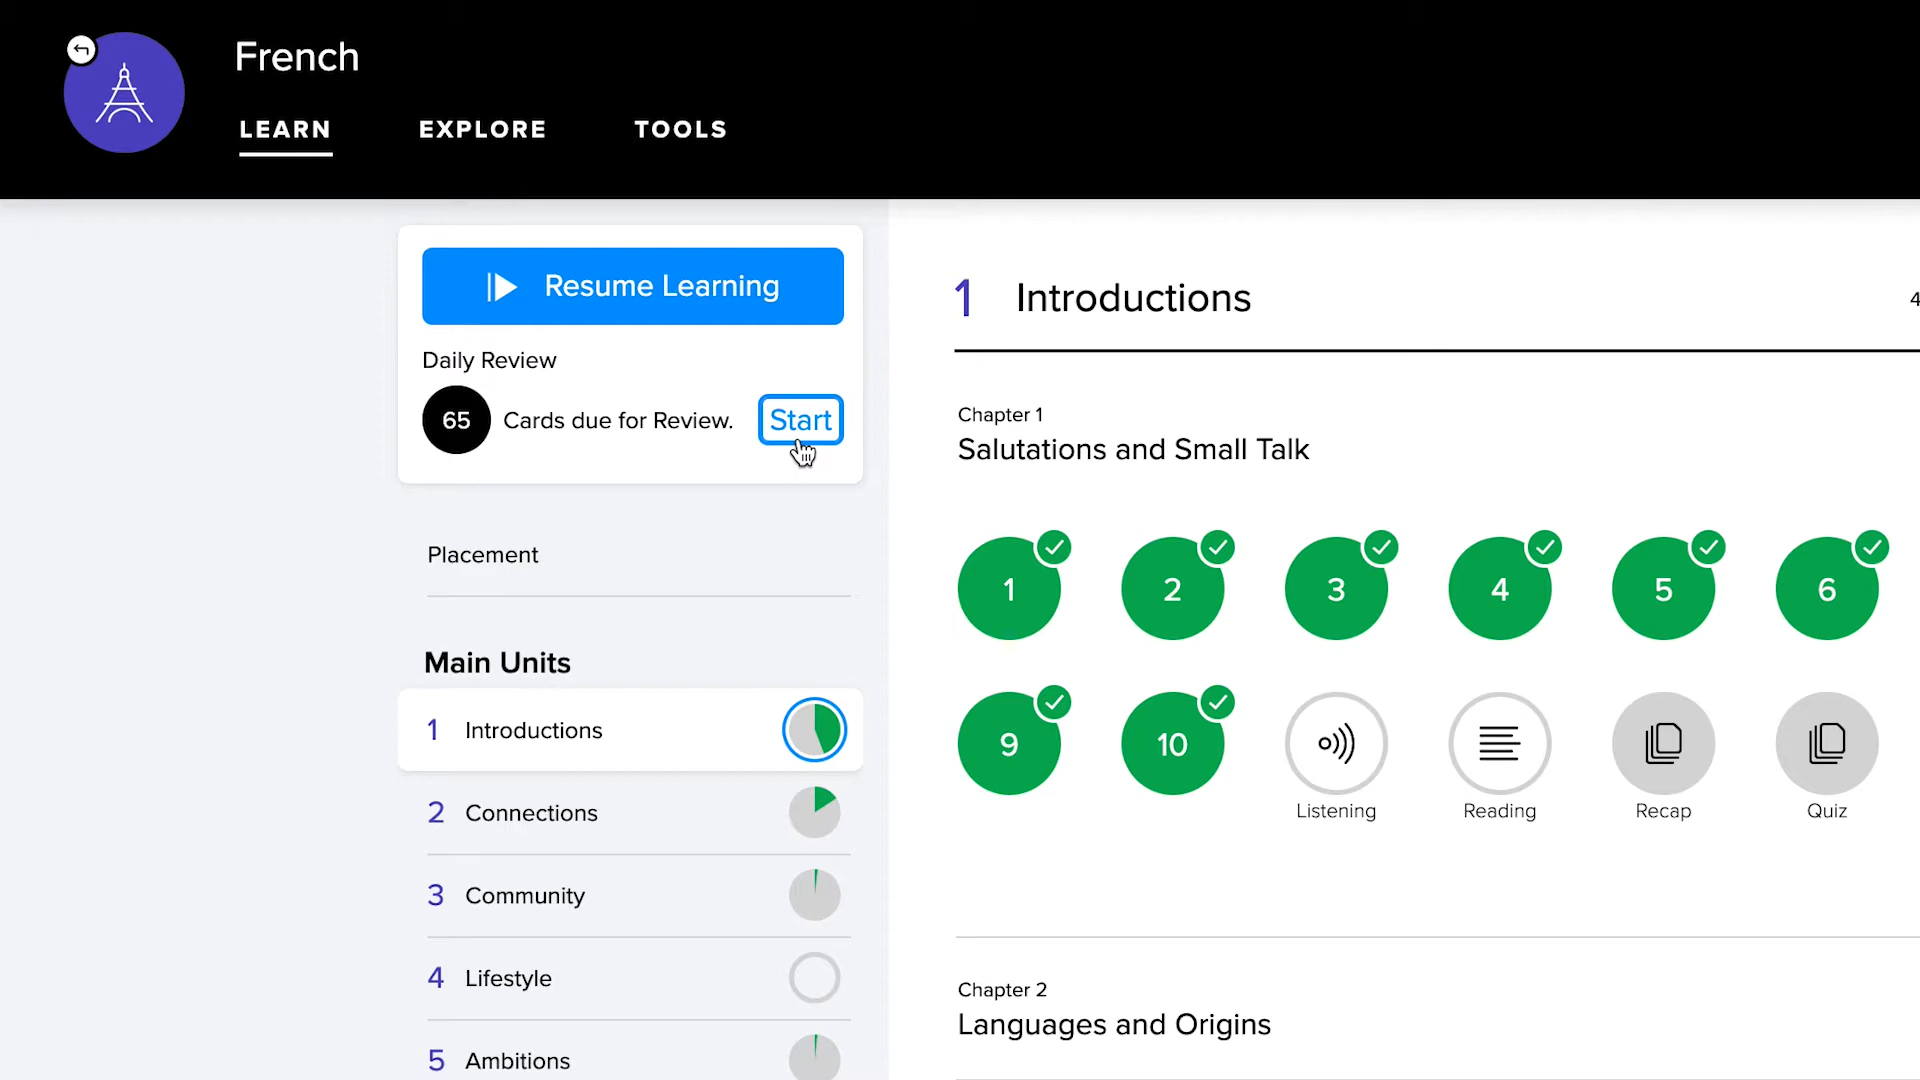 French
LEARN EXPLORE TOOLS
Resume Learning
Daily Review
65 Cards due for Review. Start
Placement
Main Units
1 Introductions
2 Connections
3 Community
4 Lifestyle
5 Ambitions
1 Introductions 4
Chapter 1
Salutations and Small Talk
1 2 3 4 5 6
9 10
Listening Reading Recap Quiz
Chapter 2
Languages and Origins